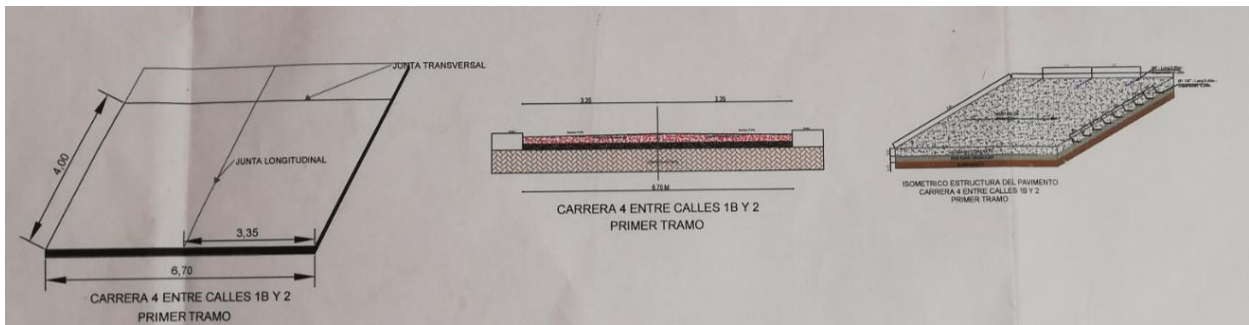 JUNTA TRANSVERSAL
4,00
JUNTA LONGITUDINAL
3,35
6,70
CARRERA 4 ENTRE CALLES 1B Y 2
PRIMER TRAMO
3.35
3.35
6.70 M
CARRERA 4 ENTRE CALLES 1B Y 2
PRIMER TRAMO
ISOMETRICO ESTRUCTURA DEL PAVIMENTO
CARRERA 4 ENTRE CALLES 1B Y 2
PRIMER TRAMO